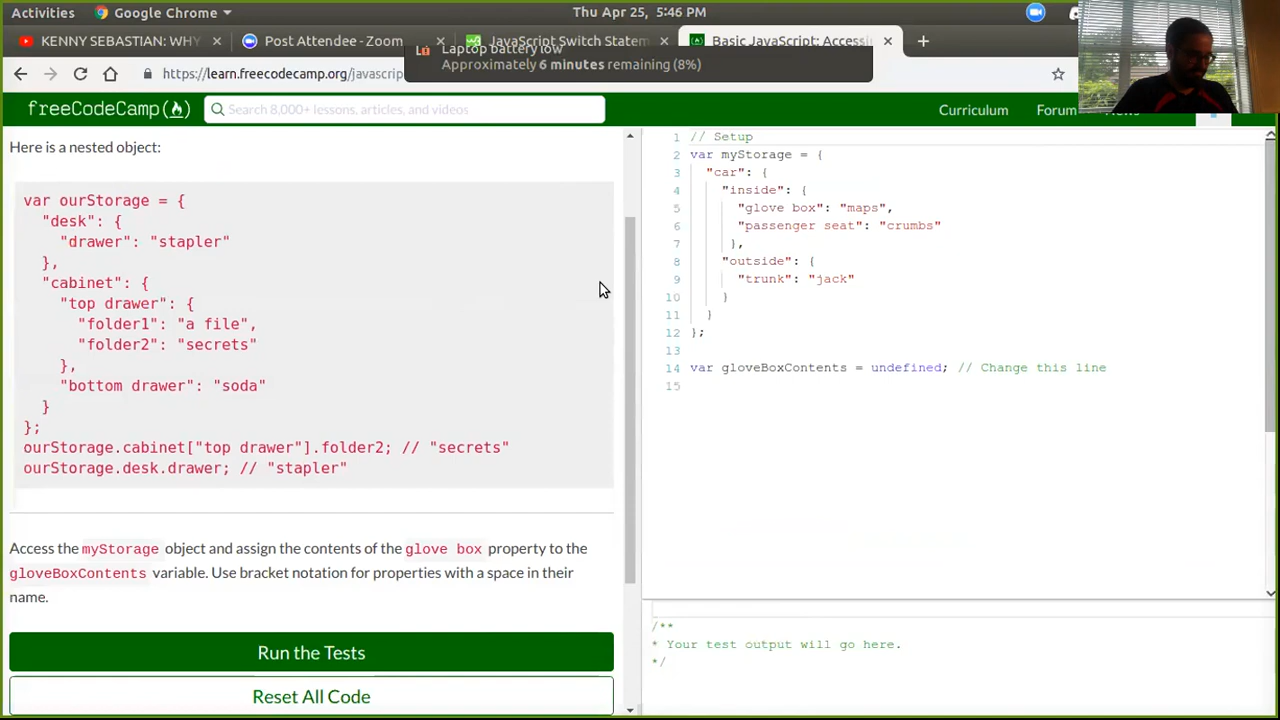 Activities
Google Chrome
Thu Apr 25, 5:46 PM
KENNY SEBASTIAN: WHY
Post Attendee - Zoom
JavaScript Switch Statem
Basic JavaScript: Accessi
Laptop battery low
Approximately 6 minutes remaining (8%)
https://learn.freecodecamp.org/javascrip
freeCodeCamp
Search 8,000+ lessons, articles, and videos
Curriculum
Forum
News
Here is a nested object:
var ourStorage = {
"desk": {
"drawer": "stapler"
},
"cabinet": {
"top drawer": {
"folder1": "a file",
"folder2": "secrets"
},
"bottom drawer": "soda"
}
};
ourStorage.cabinet["top drawer"].folder2; // "secrets"
ourStorage.desk.drawer; // "stapler"
Access the myStorage object and assign the contents of the glove box property to the
gloveBoxContents variable. Use bracket notation for properties with a space in their
name.
Run the Tests
Reset All Code
1 // Setup
2 var myStorage = {
3 "car": {
4 "inside": {
5 "glove box": "maps",
6 "passenger seat": "crumbs"
7 },
8 "outside": {
9 "trunk": "jack"
10 }
11 }
12 };
13
14 var gloveBoxContents = undefined; // Change this line
15
/**
* Your test output will go here.
*/